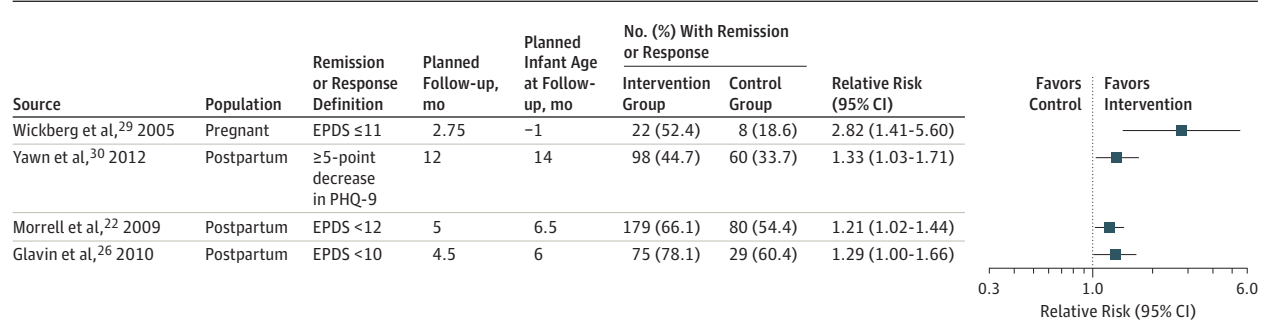 Source Population Remission or Response Definition Planned Follow-up, mo Planned Infant Age at Follow-up, mo No. (%) With Remission or Response Intervention Group Control Group Relative Risk (95% CI) Favors Control Favors Intervention
Wickberg et al,29 2005 Pregnant EPDS ≤11 2.75 −1 22 (52.4) 8 (18.6) 2.82 (1.41-5.60)
Yawn et al,30 2012 Postpartum ≥5-point decrease in PHQ-9 12 14 98 (44.7) 60 (33.7) 1.33 (1.03-1.71)
Morrell et al,22 2009 Postpartum EPDS <12 5 6.5 179 (66.1) 80 (54.4) 1.21 (1.02-1.44)
Glavin et al,26 2010 Postpartum EPDS <10 4.5 6 75 (78.1) 29 (60.4) 1.29 (1.00-1.66)
0.3 1.0 6.0
Relative Risk (95% CI)